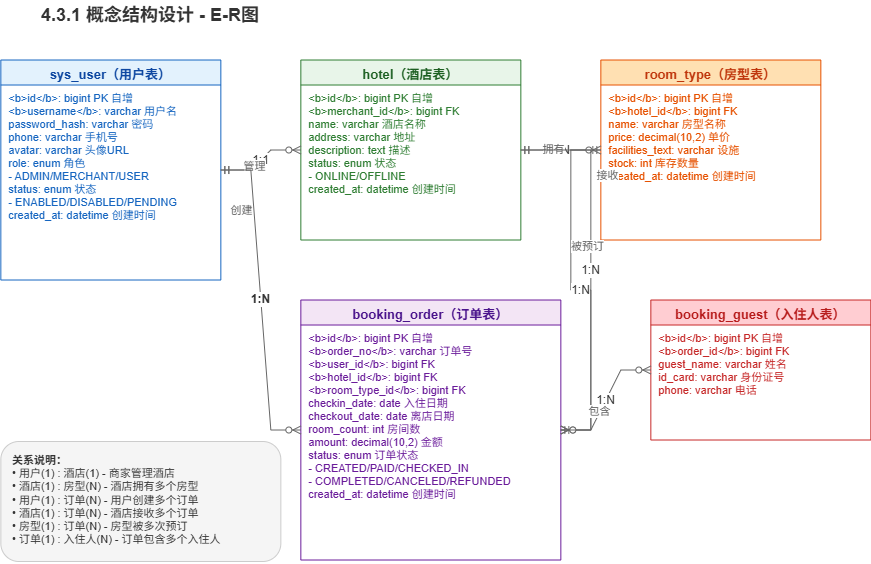 4.3.1 概念结构设计 - E-R图
sys_user（用户表）
<b>id</b>: bigint PK 自增
<b>username</b>: varchar 用户名
password_hash: varchar 密码
phone: varchar 手机号
avatar: varchar 头像URL
role: enum 角色
- ADMIN/MERCHANT/USER
status: enum 状态
- ENABLED/DISABLED/PENDING
created_at: datetime 创建时间
hotel（酒店表）
<b>id</b>: bigint PK 自增
<b>merchant_id</b>: bigint FK
name: varchar 酒店名称
address: varchar 地址
description: text 描述
status: enum 状态
- ONLINE/OFFLINE
created_at: datetime 创建时间
room_type（房型表）
<b>id</b>: bigint PK 自增
<b>hotel_id</b>: bigint FK
name: varchar 房型名称
price: decimal(10,2) 单价
facilities_text: varchar 设施
stock: int 库存数量
eated_at: datetime 创建时间
1:1
管理
创建
1:N
拥有
接收
被预订
1:N
1:N
booking_order（订单表）
<b>id</b>: bigint PK 自增
<b>order_no</b>: varchar 订单号
<b>user_id</b>: bigint FK
<b>hotel_id</b>: bigint FK
<b>room_type_id</b>: bigint FK
checkin_date: date 入住日期
checkout_date: date 离店日期
room_count: int 房间数
amount: decimal(10,2) 金额
status: enum 订单状态
- CREATED/PAID/CHECKED_IN
- COMPLETED/CANCELED/REFUNDED
created_at: datetime 创建时间
booking_guest（入住人表）
<b>id</b>: bigint PK 自增
<b>order_id</b>: bigint FK
guest_name: varchar 姓名
id_card: varchar 身份证号
phone: varchar 电话
1:N
包含
关系说明：
• 用户(1) : 酒店(1) - 商家管理酒店
• 酒店(1) : 房型(N) - 酒店拥有多个房型
• 用户(1) : 订单(N) - 用户创建多个订单
• 酒店(1) : 订单(N) - 酒店接收多个订单
• 房型(1) : 订单(N) - 房型被多次预订
• 订单(1) : 入住人(N) - 订单包含多个入住人